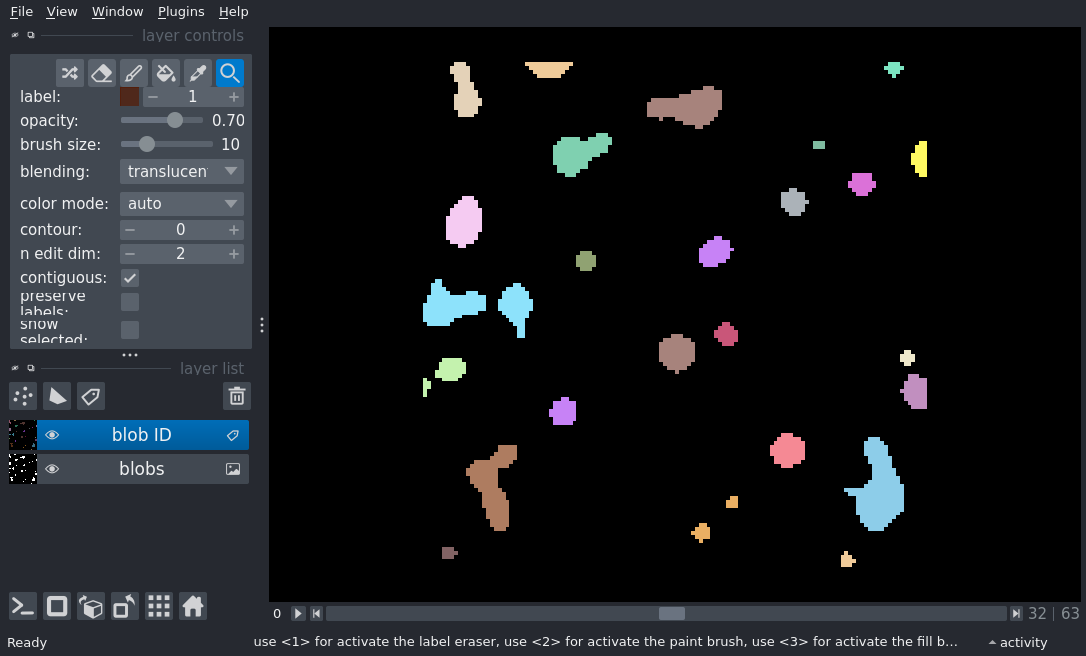 File View Window Plugins Help
layer controls
label: 1
opacity: 0.70
brush size: 10
blending: translucen
color mode: auto
contour: 0
n edit dim: 2
contiguous:
preserve
labels:
show
selected:
layer list
blob ID
blobs
0 32 63
Ready use <1> for activate the label eraser, use <2> for activate the paint brush, use <3> for activate the fill b... activity